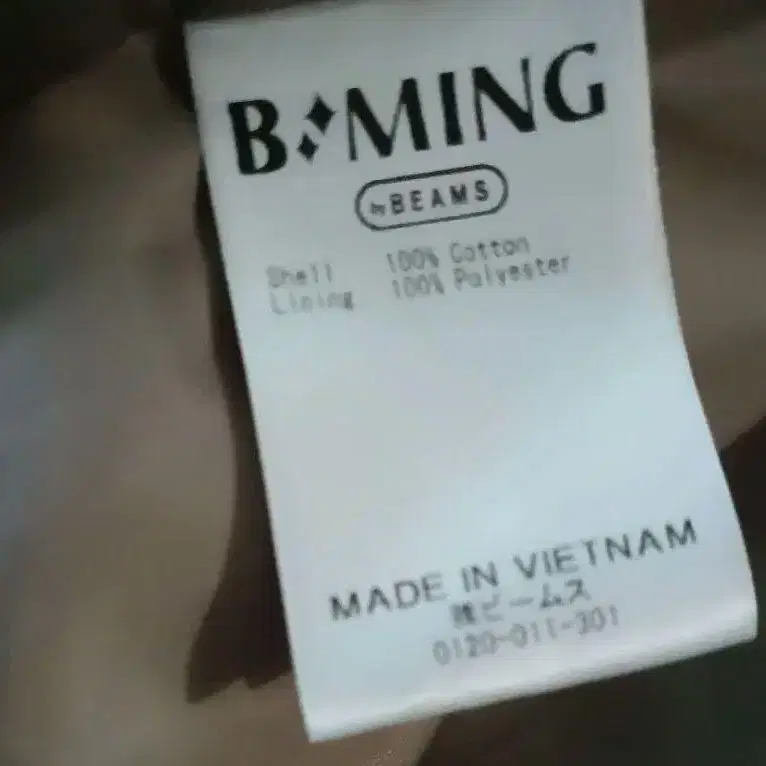 B MING
by BEAMS
Shell 100% Cotton
Lining 100% Polyester
MADE IN VIETNAM
㈱ビームス
0120-011-301